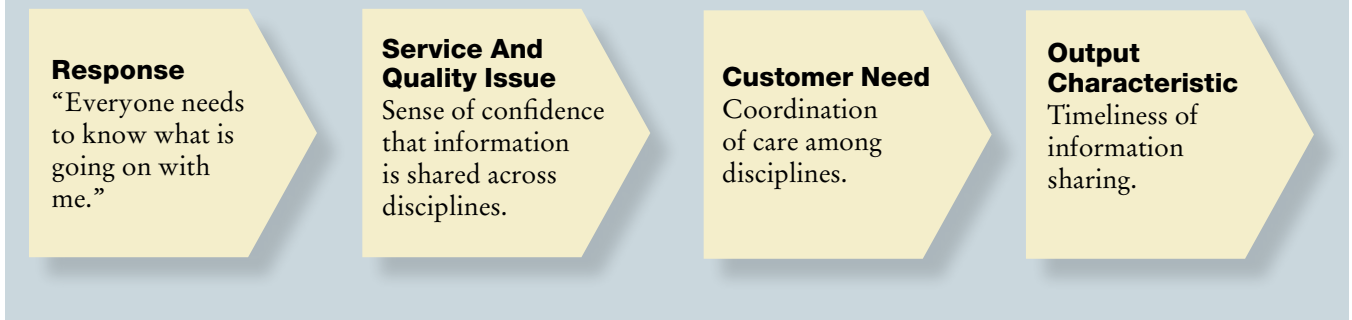 Response
“Everyone needs
to know what is
going on with
me.”
Service And
Quality Issue
Sense of confidence
that information
is shared across
disciplines.
Customer Need
Coordination
of care among
disciplines.
Output
Characteristic
Timeliness of
information
sharing.